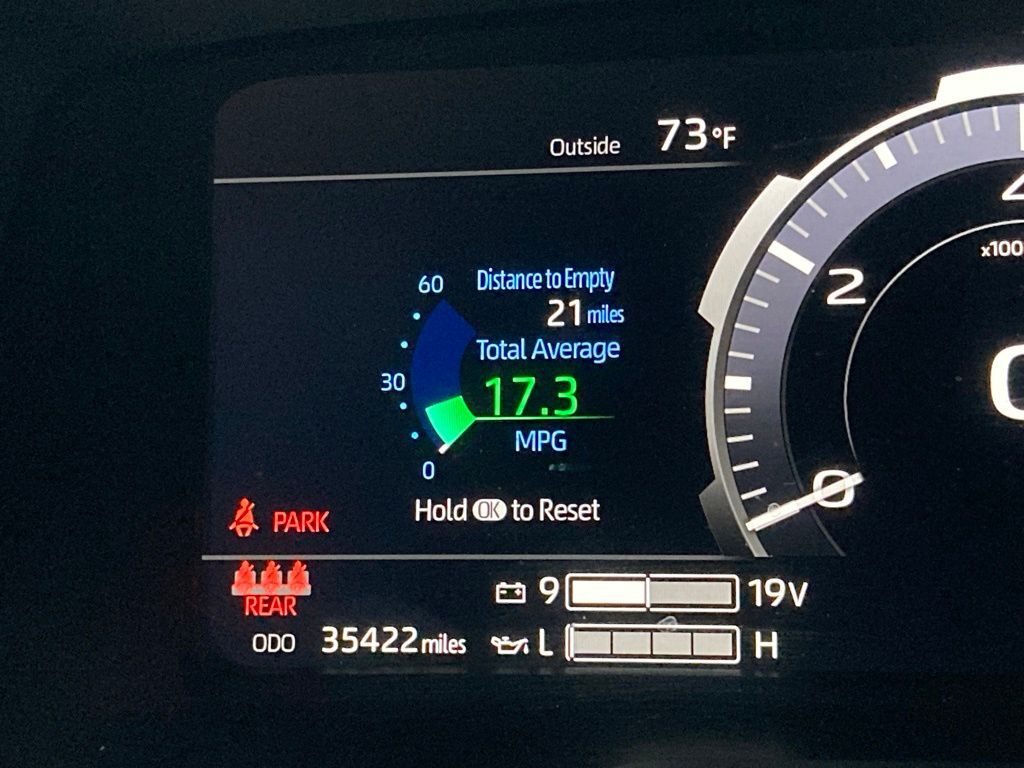 Outside 73°F
60 Distance to Empty
21 miles
Total Average
30 17.3
MPG
0
Hold OK to Reset
PARK
REAR
ODO 35422 miles
9 19V
L H
x100
2
0